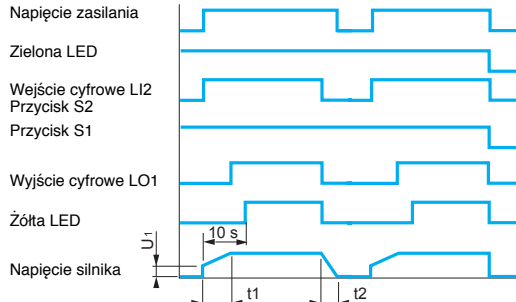 Napięcie zasilania
Zielona LED
Wejście cyfrowe LI2
Przycisk S2
Przycisk S1
Wyjście cyfrowe LO1
Żółta LED
10 s
U1
Napięcie silnika
t1
t2